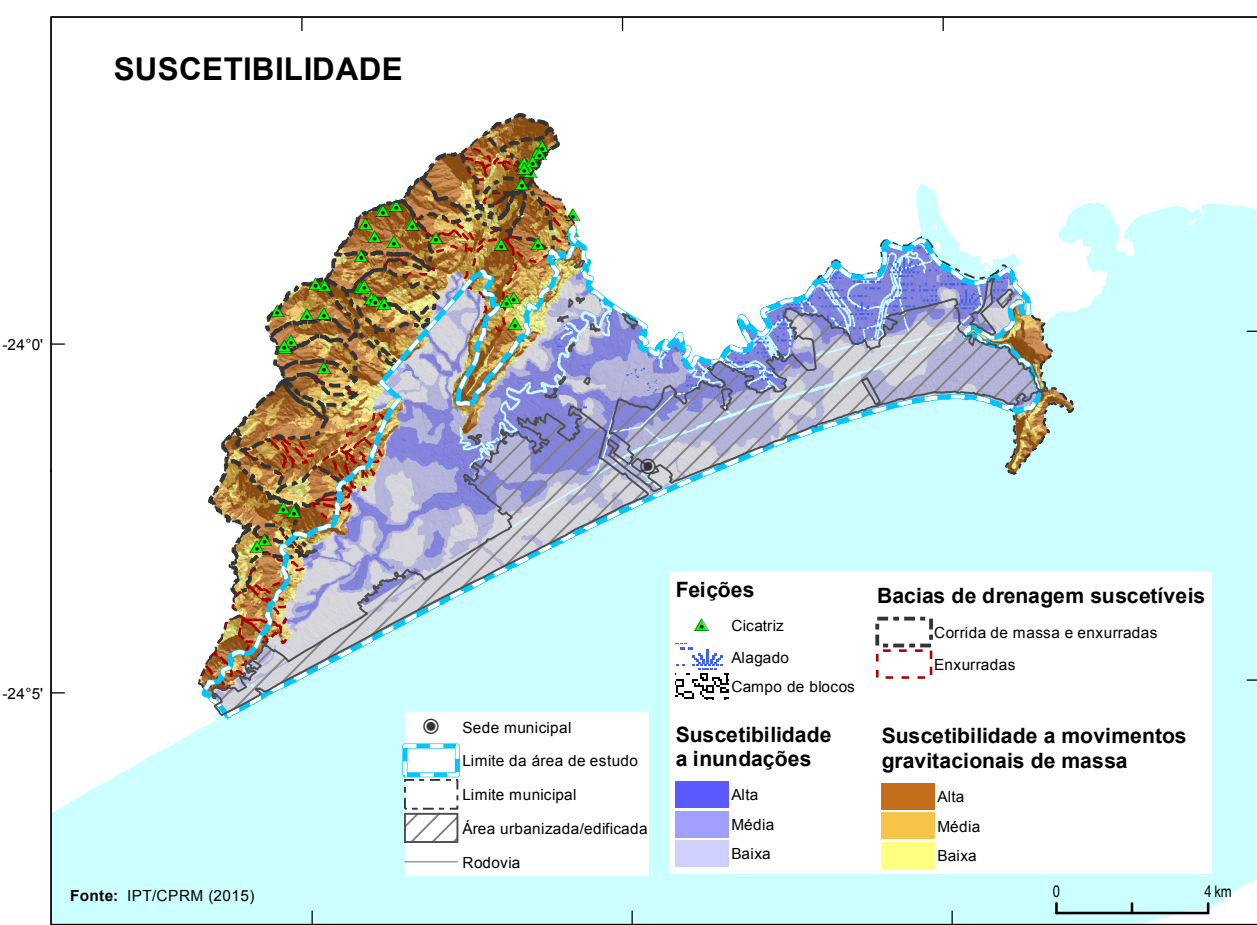 SUSCETIBILIDADE
-24°0'
-24°5'
Feições
Cicatriz
Alagado
Campo de blocos
Bacias de drenagem suscetíveis
Corrida de massa e enxurradas
Enxurradas
Suscetibilidade
a inundações
Alta
Média
Baixa
Suscetibilidade a movimentos
gravitacionais de massa
Alta
Média
Baixa
Sede municipal
Limite da área de estudo
Limite municipal
Área urbanizada/edificada
Rodovia
Fonte: IPT/CPRM (2015)
0 4 km